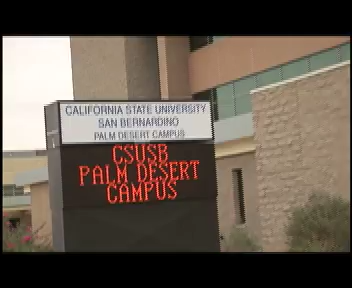 CALIFORNIA STATE UNIVERSITY
SAN BERNARDINO
PALM DESERT CAMPUS
CSUSB
PALM DESERT
CAMPUS